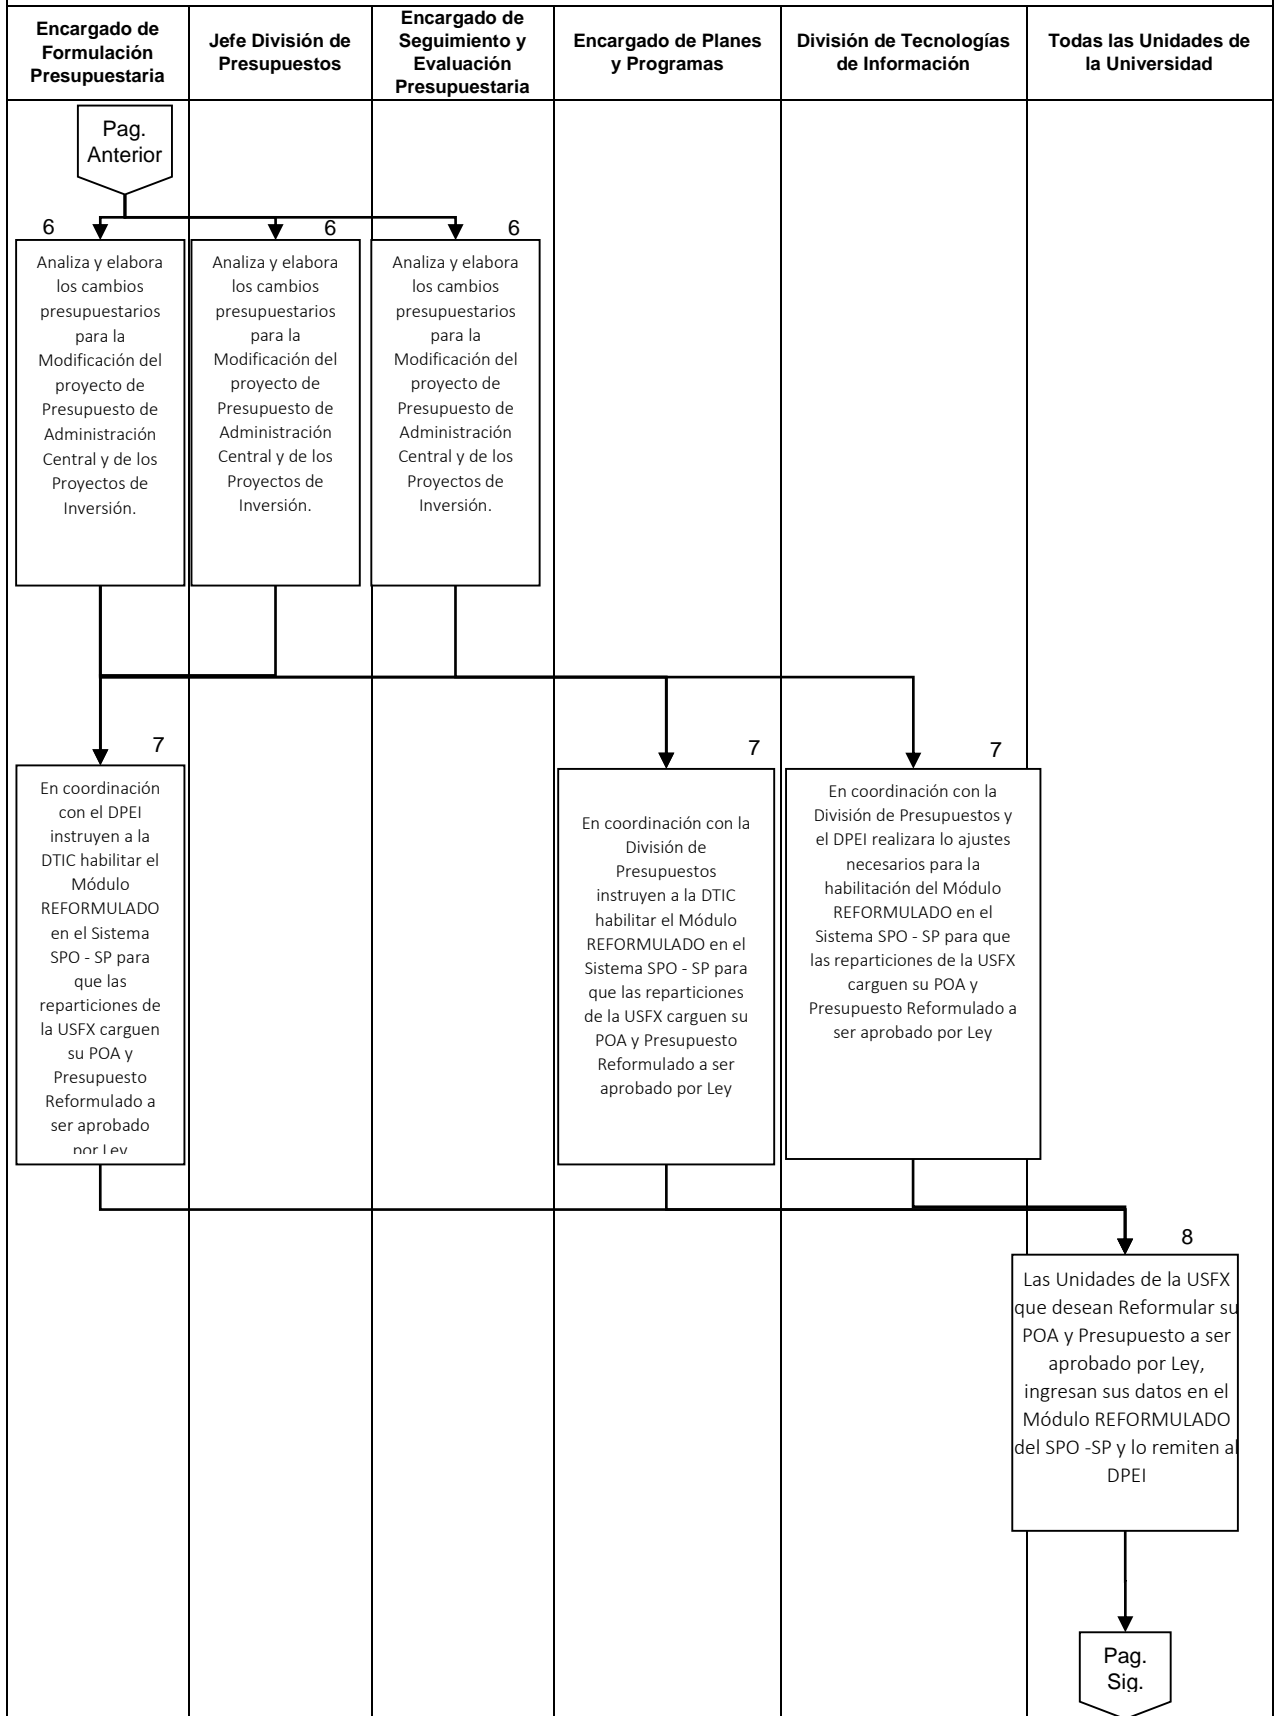 Encargado de
Formulación
Presupuestaria
Jefe División de
Presupuestos
Encargado de
Seguimiento y
Evaluación
Presupuestaria
Encargado de Planes
y Programas
División de Tecnologías
de Información
Todas las Unidades de
la Universidad
Pag.
Anterior
6
Analiza y elabora
los cambios
presupuestarios
para la
Modificación del
proyecto de
Presupuesto de
Administración
Central y de los
Proyectos de
Inversión.
6
Analiza y elabora
los cambios
presupuestarios
para la
Modificación del
proyecto de
Presupuesto de
Administración
Central y de los
Proyectos de
Inversión.
6
Analiza y elabora
los cambios
presupuestarios
para la
Modificación del
proyecto de
Presupuesto de
Administración
Central y de los
Proyectos de
Inversión.
7
En coordinación
con el DPEI
instruyen a la
DTIC habilitar el
Módulo
REFORMULADO
en el Sistema
SPO - SP para
que las
reparticiones de
la USFX carguen
su POA y
Presupuesto
Reformulado a
ser aprobado
por Ley
7
En coordinación con la
División de
Presupuestos
instruyen a la DTIC
habilitar el Módulo
REFORMULADO en el
Sistema SPO - SP para
que las reparticiones
de la USFX carguen su
POA y Presupuesto
Reformulado a ser
aprobado por Ley
7
En coordinación con la
División de Presupuestos y
el DPEI realizara lo ajustes
necesarios para la
habilitación del Módulo
REFORMULADO en el
Sistema SPO - SP para que
las reparticiones de la USFX
carguen su POA y
Presupuesto Reformulado a
ser aprobado por Ley
8
Las Unidades de la USFX
que desean Reformular su
POA y Presupuesto a ser
aprobado por Ley,
ingresan sus datos en el
Módulo REFORMULADO
del SPO -SP y lo remiten al
DPEI
Pag.
Sig.